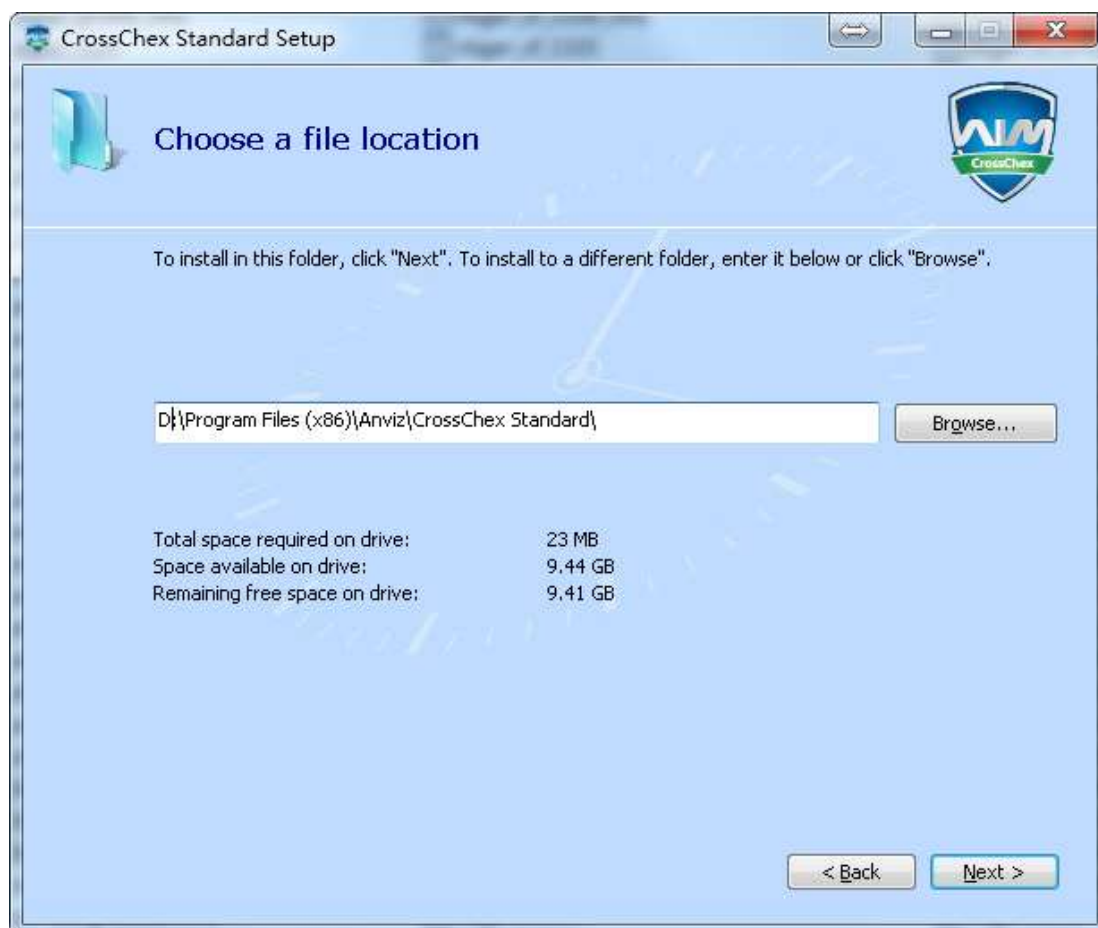 CrossChex Standard Setup
Choose a file location
AIM
CrossChex
To install in this folder, click "Next". To install to a different folder, enter it below or click "Browse".
D:\Program Files (x86)\Anviz\CrossChex Standard\
Browse...
Total space required on drive: 23 MB
Space available on drive: 9.44 GB
Remaining free space on drive: 9.41 GB
< Back
Next >